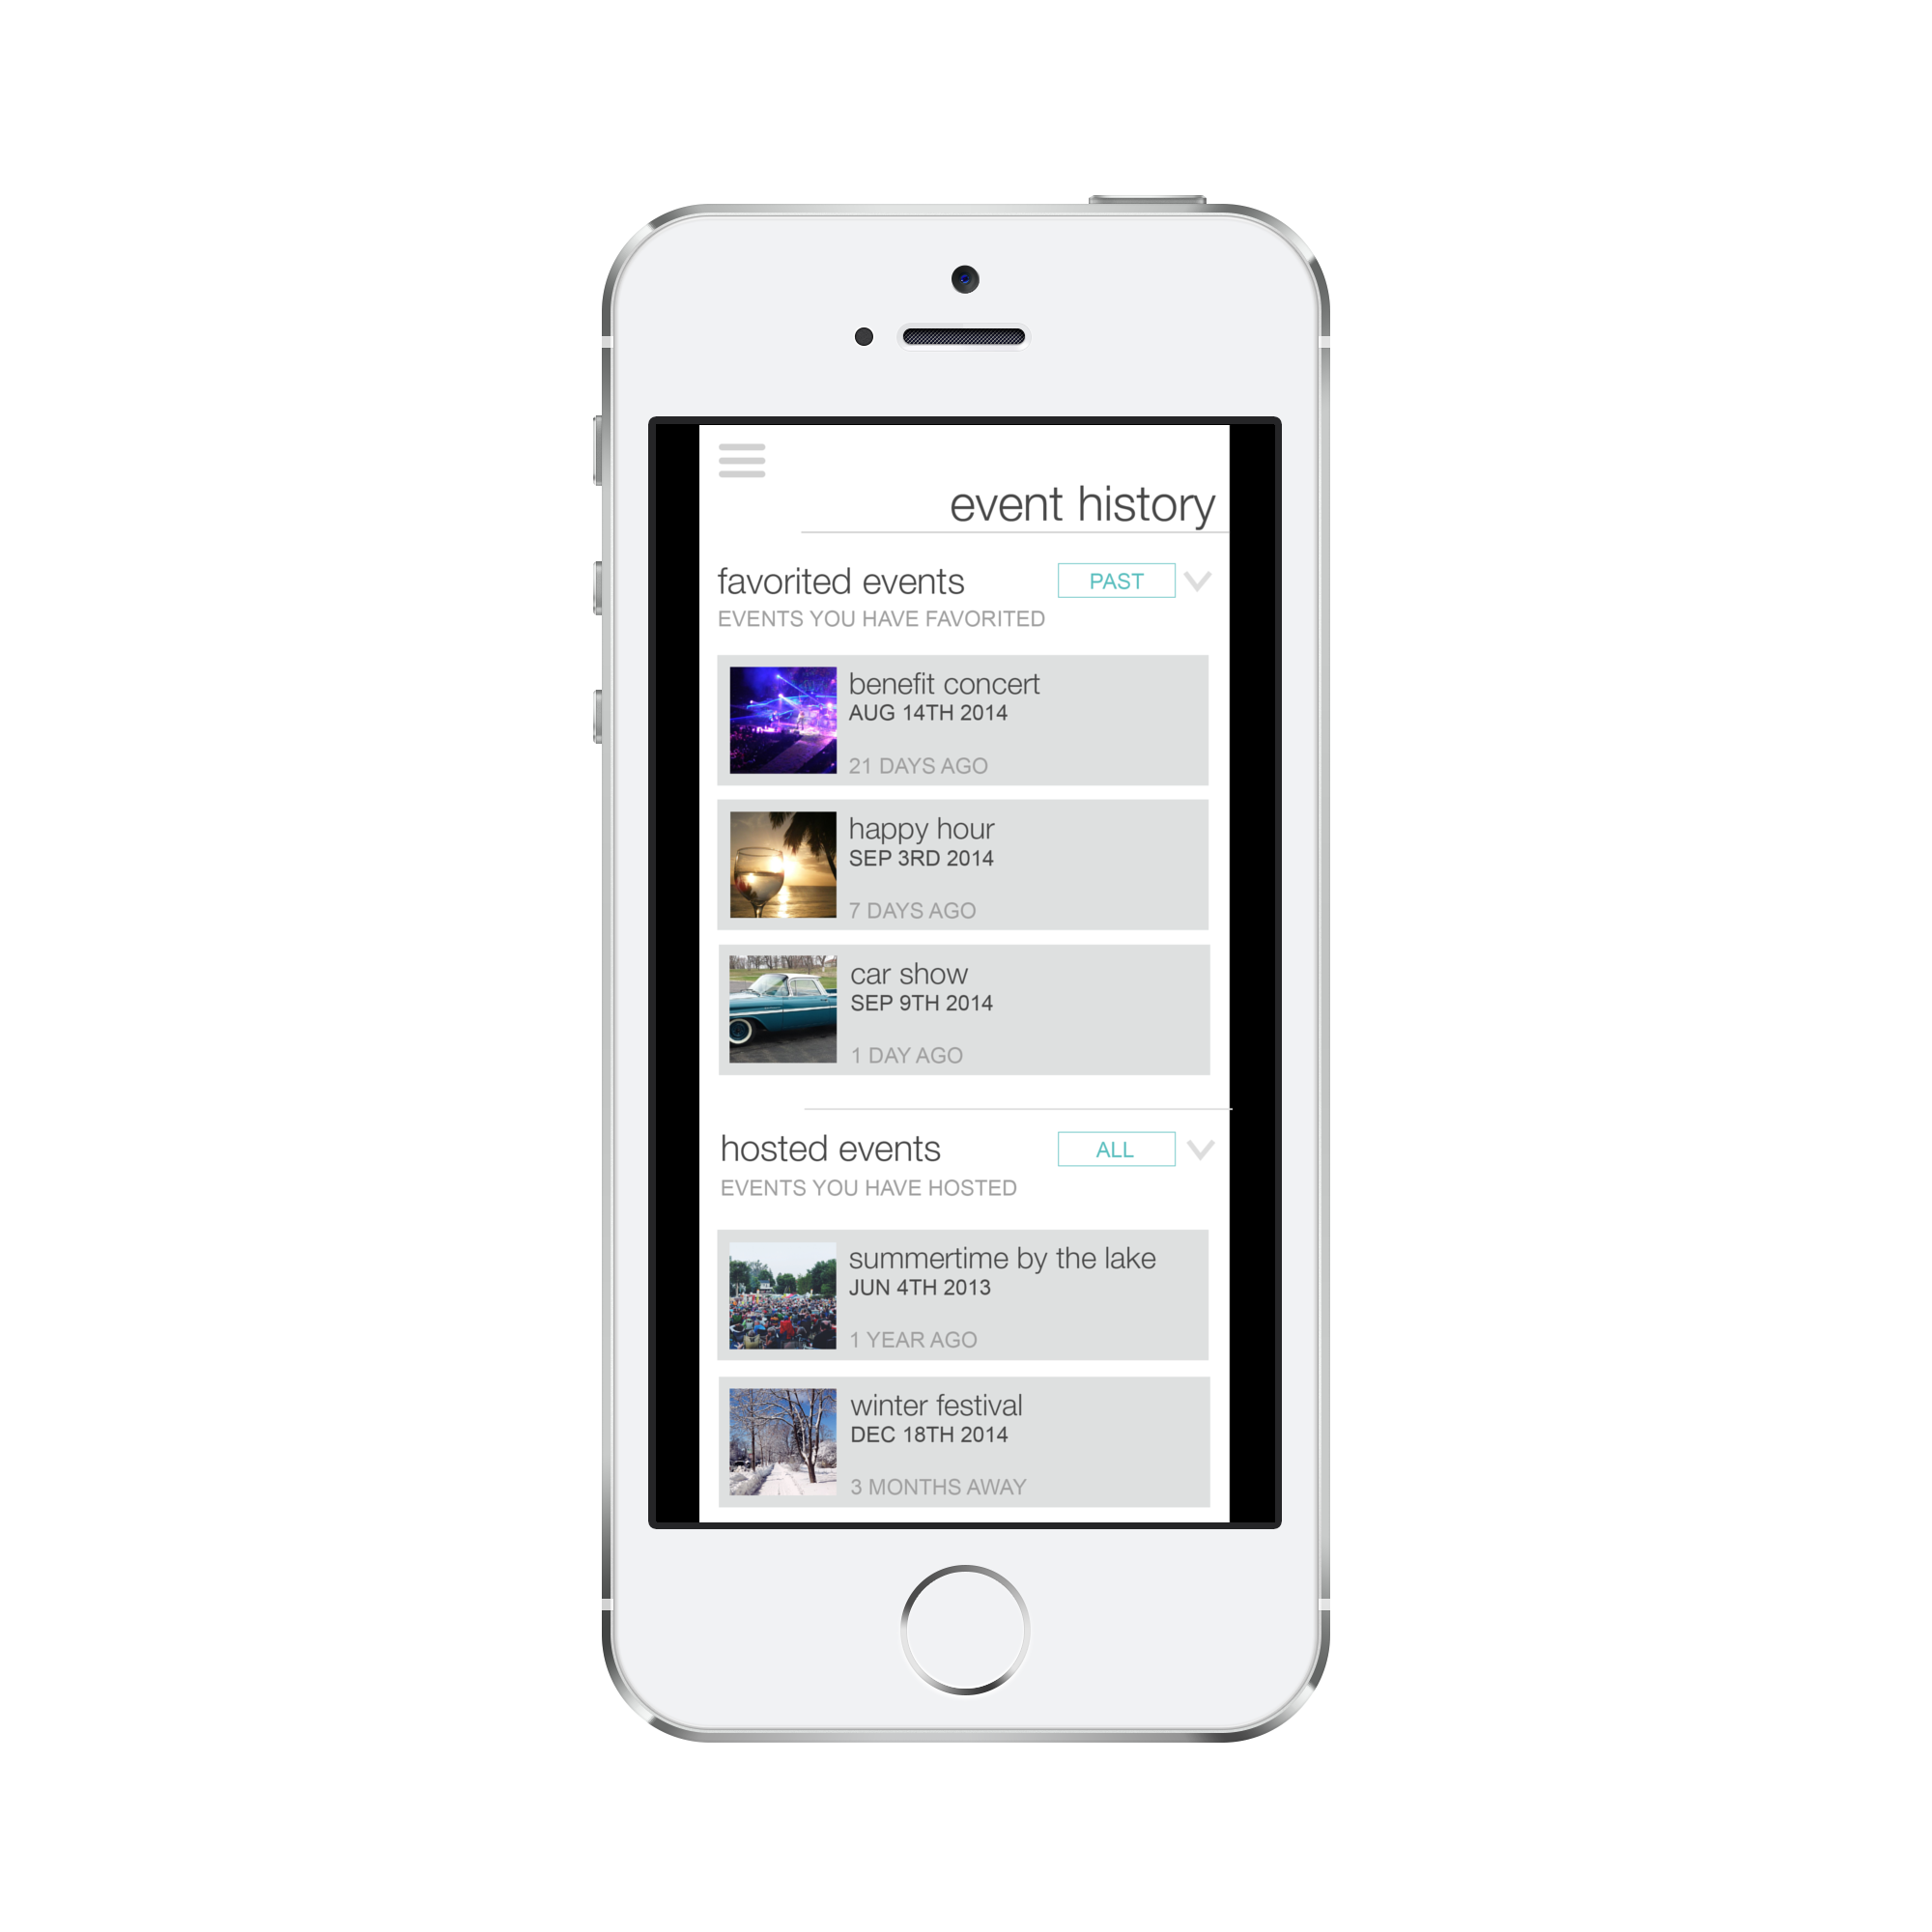 event history
favorited events
PAST
EVENTS YOU HAVE FAVORITED
benefit concert
AUG 14TH 2014
21 DAYS AGO
happy hour
SEP 3RD 2014
7 DAYS AGO
car show
SEP 9TH 2014
1 DAY AGO
hosted events
ALL
EVENTS YOU HAVE HOSTED
summertime by the lake
JUN 4TH 2013
1 YEAR AGO
winter festival
DEC 18TH 2014
3 MONTHS AWAY